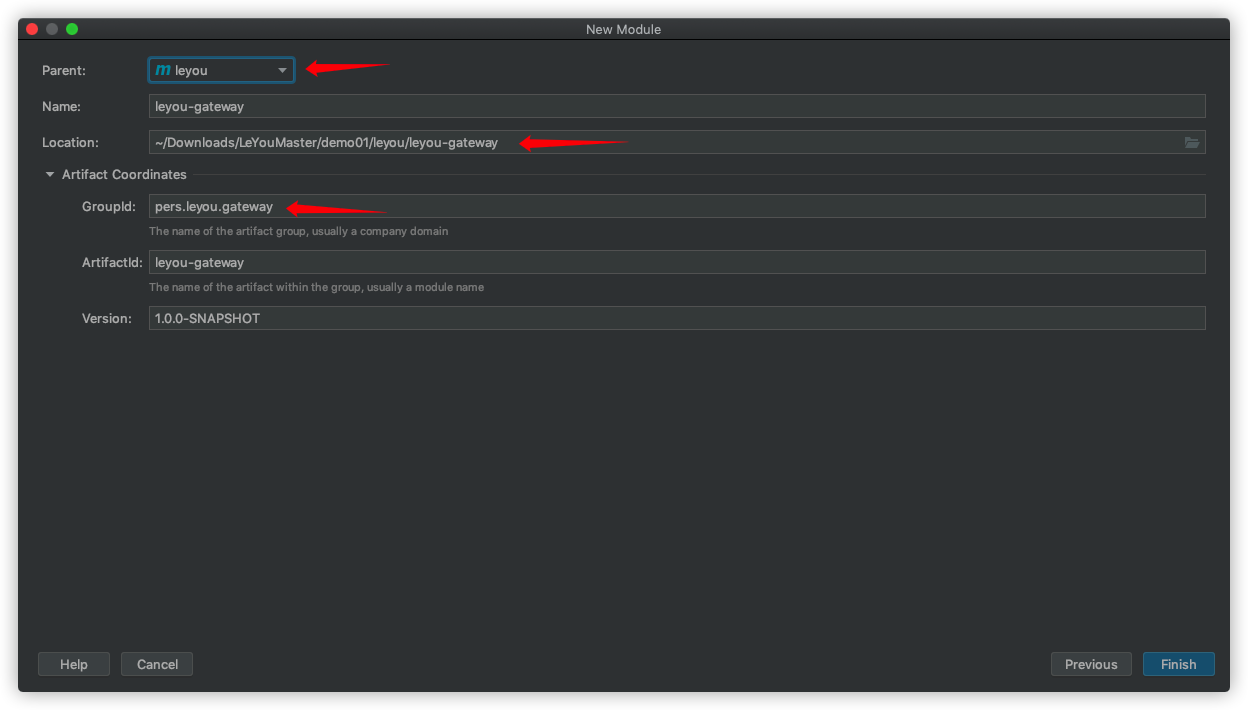 New Module
Parent: m leyou
Name: leyou-gateway
Location: ~/Downloads/LeYouMaster/demo01/leyou/leyou-gateway
Artifact Coordinates
GroupId: pers.leyou.gateway
The name of the artifact group, usually a company domain
ArtifactId: leyou-gateway
The name of the artifact within the group, usually a module name
Version: 1.0.0-SNAPSHOT
Help Cancel Previous Finish